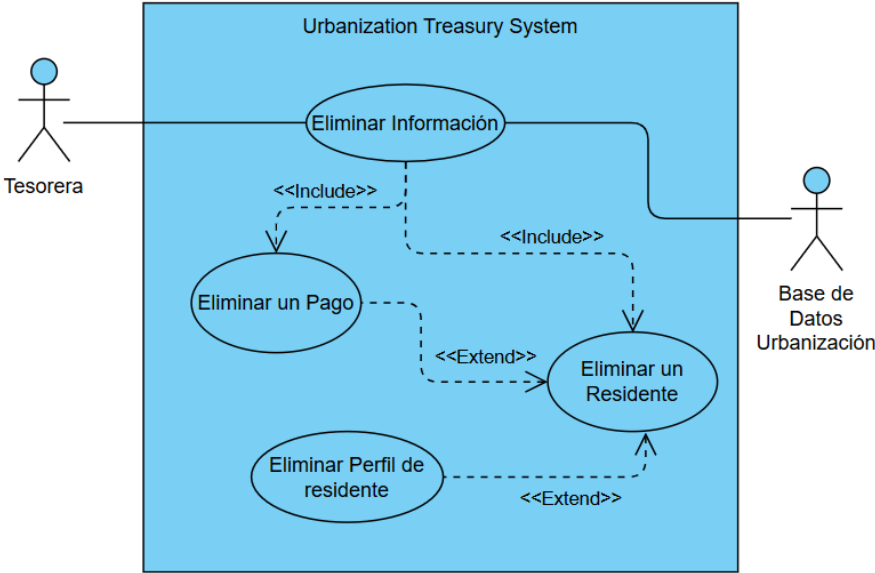 Urbanization Treasury System
Eliminar Información
Tesorera
<<Include>>
<<Include>>
Eliminar un Pago
Base de
Datos
Urbanización
<<Extend>>
Eliminar un
Residente
Eliminar Perfil de
residente
<<Extend>>